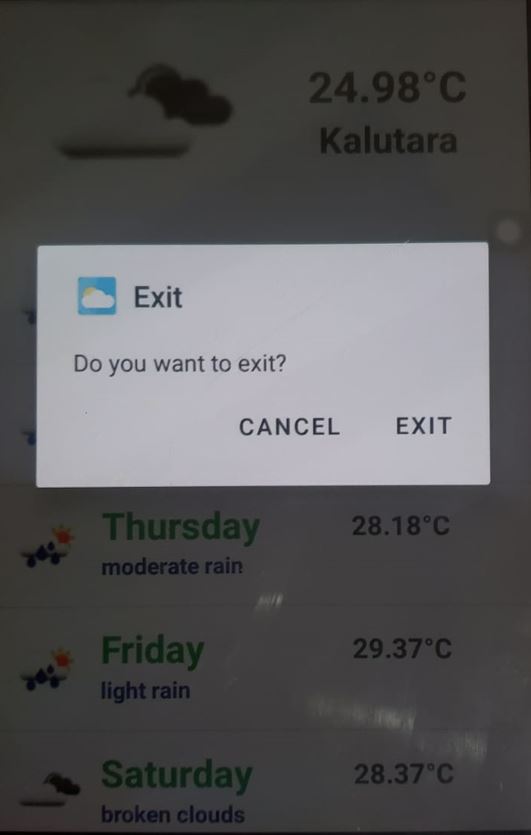 24.98°C
Kalutara
Exit
Do you want to exit?
CANCEL EXIT
Thursday 28.18°C
moderate rain
Friday 29.37°C
light rain
Saturday 28.37°C
broken clouds